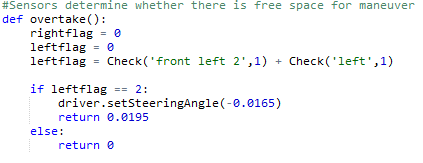 #Sensors determine whether there is free space for maneuver
def overtake():
    rightflag = 0
    leftflag = 0
    leftflag = Check('front left 2',1) + Check('left',1)

    if leftflag == 2:
        driver.setSteeringAngle(-0.0165)
        return 0.0195
    else:
        return 0